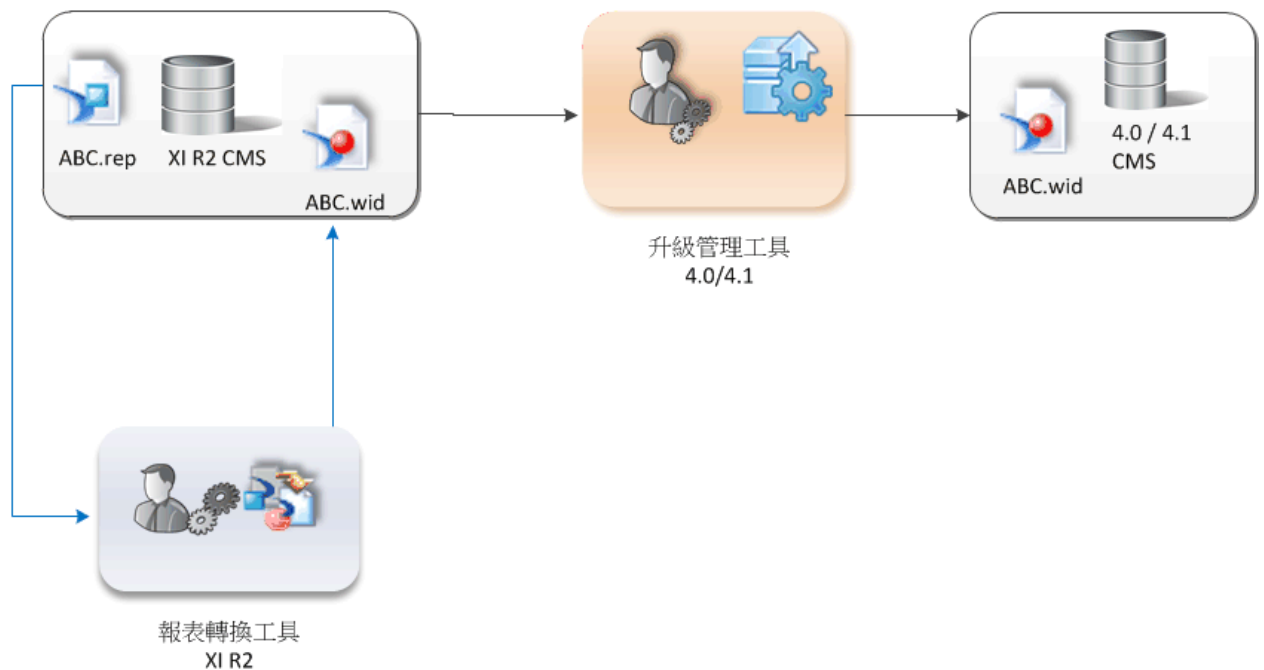 ABC.rep
XI R2 CMS
ABC.wid
升級管理工具
4.0/4.1
ABC.wid
4.0 / 4.1
CMS
報表轉換工具
XI R2